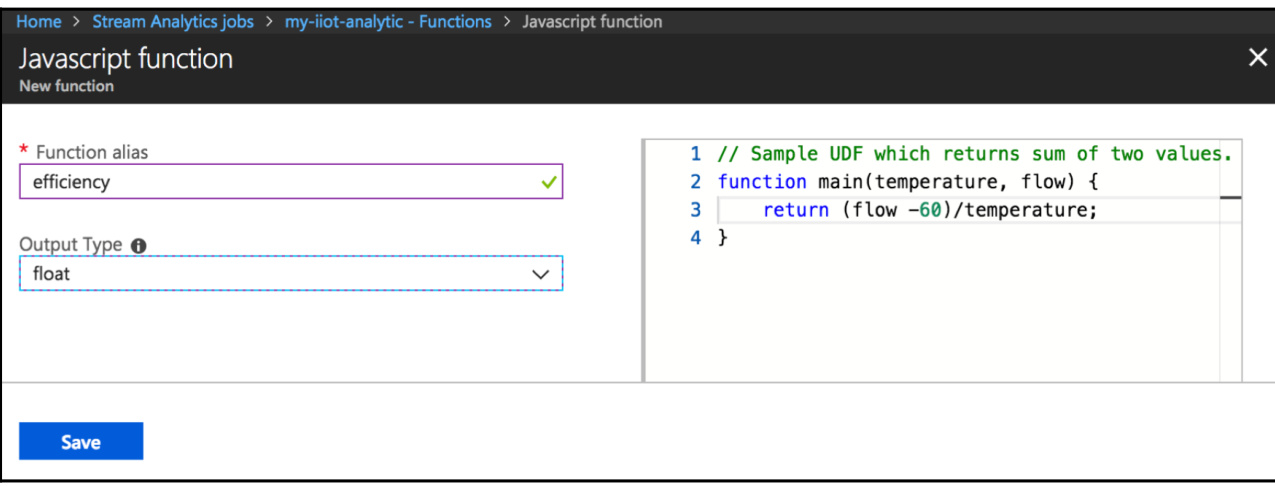 Home > Stream Analytics jobs > my-iiot-analytic - Functions > Javascript function
Javascript function
New function
* Function alias
efficiency
Output Type
float
1 // Sample UDF which returns sum of two values.
2 function main(temperature, flow) {
3     return (flow -60)/temperature;
4 }
Save